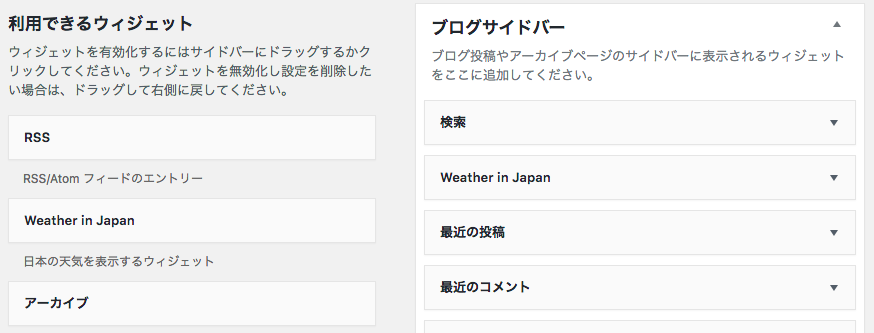 利用できるウィジェット
ウィジェットを有効化するにはサイドバーにドラッグするかク
リックしてください。ウィジェットを無効化し設定を削除した
い場合は、ドラッグして右側に戻してください。
RSS
RSS/Atom フィードのエントリー
Weather in Japan
日本の天気を表示するウィジェット
アーカイブ
ブログサイドバー
ブログ投稿やアーカイブページのサイドバーに表示されるウィジェット
をここに追加してください。
検索
Weather in Japan
最近の投稿
最近のコメント